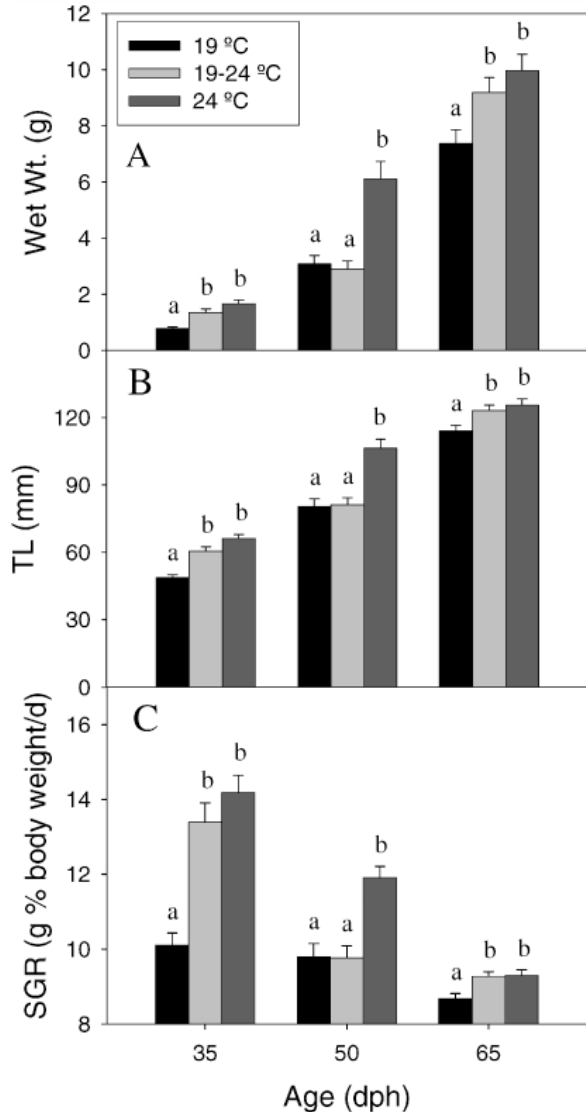 12
10
8
6
4
2
0
Wet Wt. (g)
19 ºC
19-24 ºC
24 ºC
A
a b b
a a b
a b b
120
90
60
30
0
TL (mm)
B
a b b
a a b
a b b
16
14
12
10
8
SGR (g % body weight/d)
C
a b b
a a b
a b b
35 50 65
Age (dph)